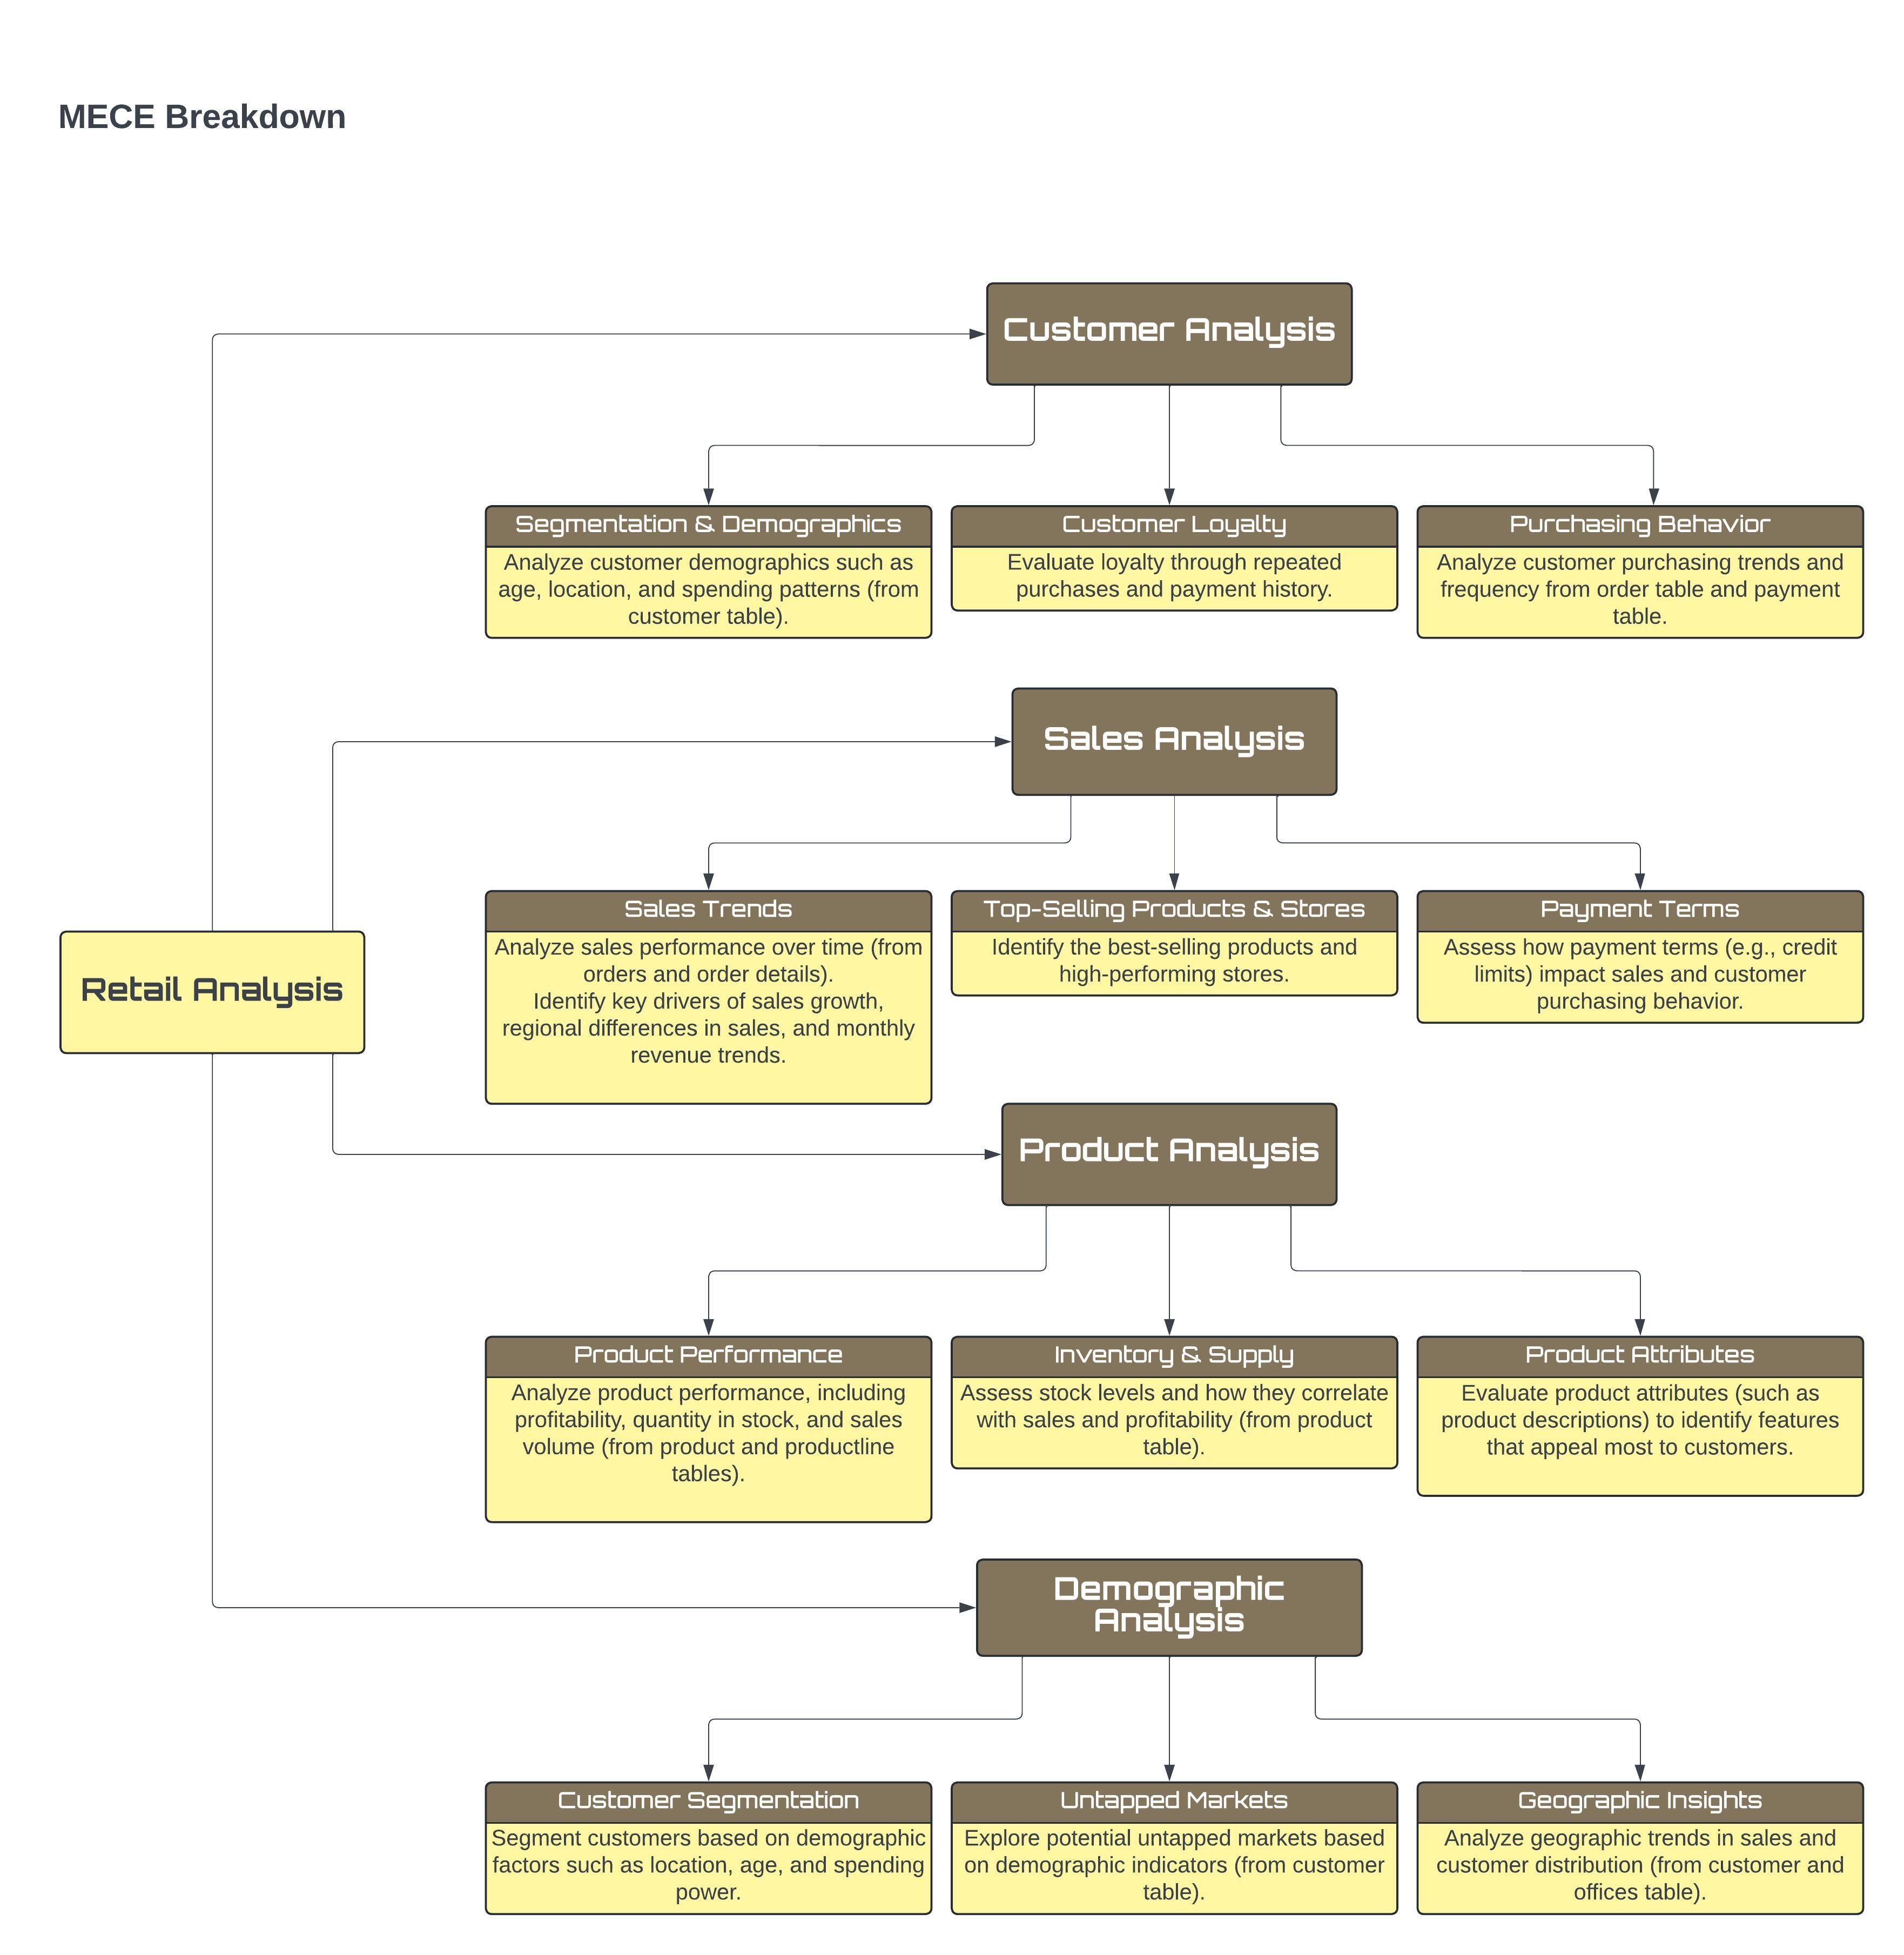 MECE Breakdown
Customer Analysis
Segmentation & Demographics
Analyze customer demographics such as
age, location, and spending patterns (from
customer table).
Customer Loyalty
Evaluate loyalty through repeated
purchases and payment history.
Purchasing Behavior
Analyze customer purchasing trends and
frequency from order table and payment
table.
Sales Analysis
Sales Trends
Analyze sales performance over time (from
orders and order details).
Identify key drivers of sales growth,
regional differences in sales, and monthly
revenue trends.
Top-Selling Products & Stores
Identify the best-selling products and
high-performing stores.
Payment Terms
Assess how payment terms (e.g., credit
limits) impact sales and customer
purchasing behavior.
Retail Analysis
Product Analysis
Product Performance
Analyze product performance, including
profitability, quantity in stock, and sales
volume (from product and productline
tables).
Inventory & Supply
Assess stock levels and how they correlate
with sales and profitability (from product
table).
Product Attributes
Evaluate product attributes (such as
product descriptions) to identify features
that appeal most to customers.
Demographic
Analysis
Customer Segmentation
Segment customers based on demographic
factors such as location, age, and spending
power.
Untapped Markets
Explore potential untapped markets based
on demographic indicators (from customer
table).
Geographic Insights
Analyze geographic trends in sales and
customer distribution (from customer and
offices table).